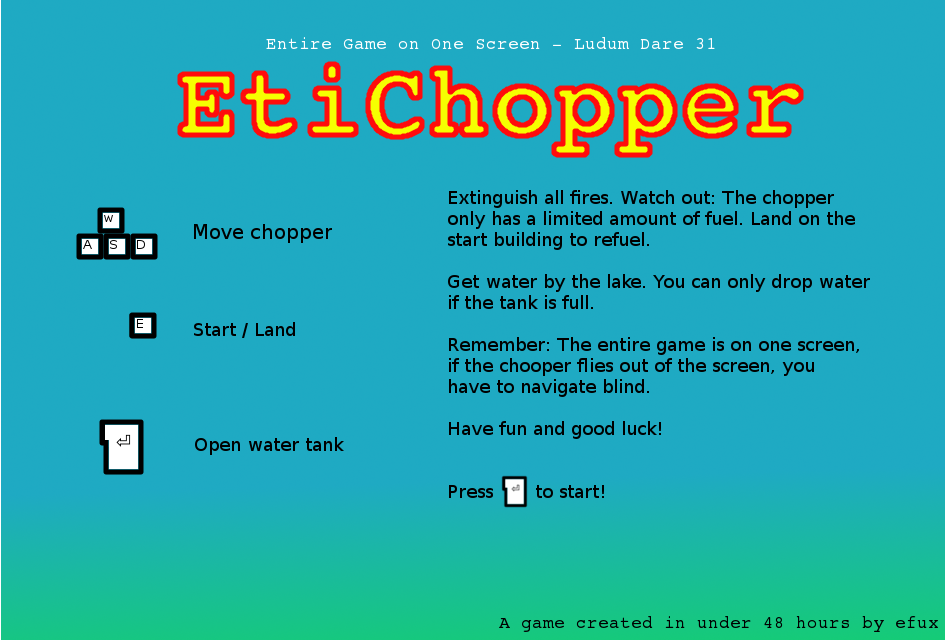 Entire Game on One Screen – Ludum Dare 31
EtiChopper
W
A S D
Move chopper
E
Start / Land
⏎
Open water tank
Extinguish all fires. Watch out: The chopper
only has a limited amount of fuel. Land on the
start building to refuel.
Get water by the lake. You can only drop water
if the tank is full.
Remember: The entire game is on one screen,
if the chooper flies out of the screen, you
have to navigate blind.
Have fun and good luck!
Press ⏎ to start!
A game created in under 48 hours by efux